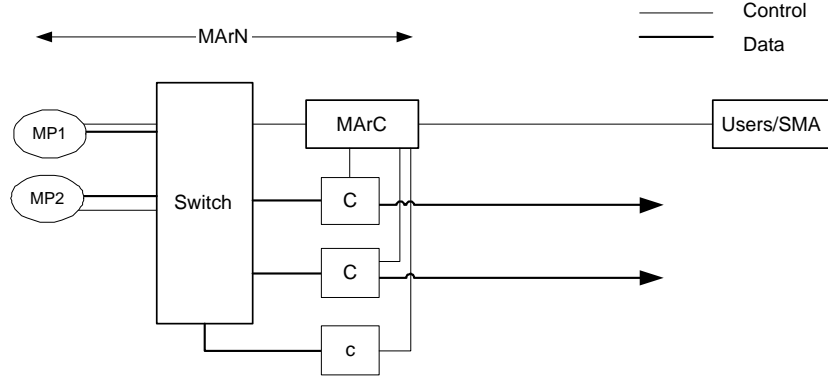 Control
MArN
Data
MP1
MArC
Users/SMA
MP2
Switch
C
C
c